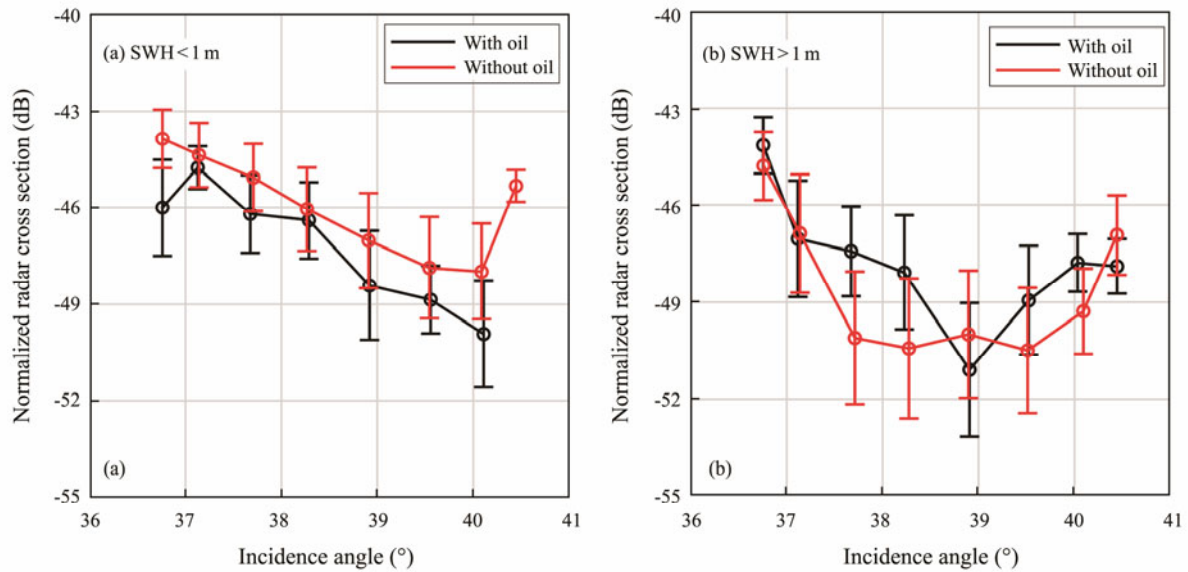 -40
(a) SWH < 1 m
With oil
Without oil
-43
-46
-49
-52
-55
Normalized radar cross section (dB)
(a)
36 37 38 39 40 41
Incidence angle (°)
-40
(b) SWH > 1 m
With oil
Without oil
-43
-46
-49
-52
-55
Normalized radar cross section (dB)
(b)
36 37 38 39 40 41
Incidence angle (°)